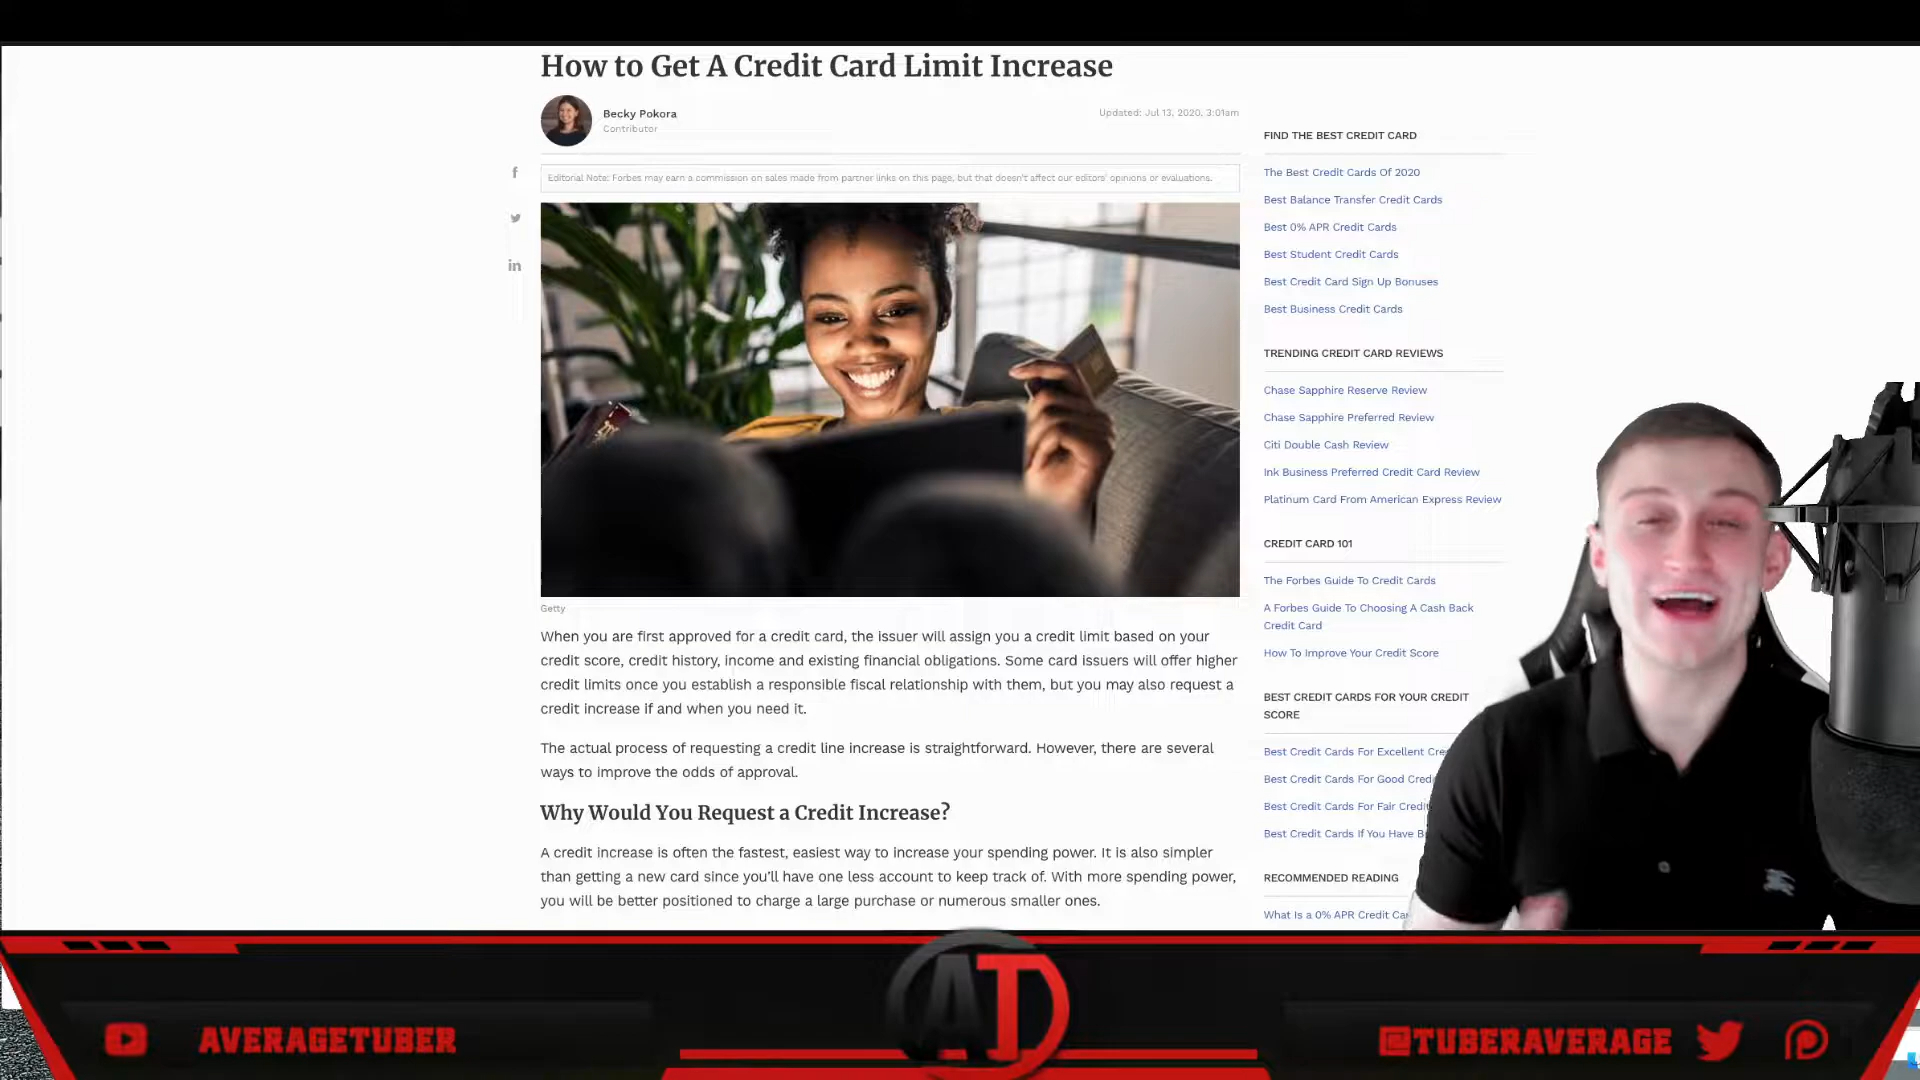 How to Get A Credit Card Limit Increase
Becky Pokora
Contributor
Updated: Jul 13, 2020, 3:01am
Editorial Note: Forbes may earn a commission on sales made from partner links on this page, but that doesn't affect our editors' opinions or evaluations.
f
in
Getty
When you are first approved for a credit card, the issuer will assign you a credit limit based on your
credit score, credit history, income and existing financial obligations. Some card issuers will offer higher
credit limits once you establish a responsible fiscal relationship with them, but you may also request a
credit increase if and when you need it.
The actual process of requesting a credit line increase is straightforward. However, there are several
ways to improve the odds of approval.
Why Would You Request a Credit Increase?
A credit increase is often the fastest, easiest way to increase your spending power. It is also simpler
than getting a new card since you'll have one less account to keep track of. With more spending power,
you will be better positioned to charge a large purchase or numerous smaller ones.
FIND THE BEST CREDIT CARD
The Best Credit Cards Of 2020
Best Balance Transfer Credit Cards
Best 0% APR Credit Cards
Best Student Credit Cards
Best Credit Card Sign Up Bonuses
Best Business Credit Cards
TRENDING CREDIT CARD REVIEWS
Chase Sapphire Reserve Review
Chase Sapphire Preferred Review
Citi Double Cash Review
Ink Business Preferred Credit Card Review
Platinum Card From American Express Review
CREDIT CARD 101
The Forbes Guide To Credit Cards
A Forbes Guide To Choosing A Cash Back
Credit Card
How To Improve Your Credit Score
BEST CREDIT CARDS FOR YOUR CREDIT
SCORE
Best Credit Cards For Excellent
Best Credit Cards For Good
Best Credit Cards For Fair Credit
Best Credit Cards If You Have
RECOMMENDED READING
What Is a 0% APR Credit
AVERAGETUBER
AT
@TUBERAVERAGE